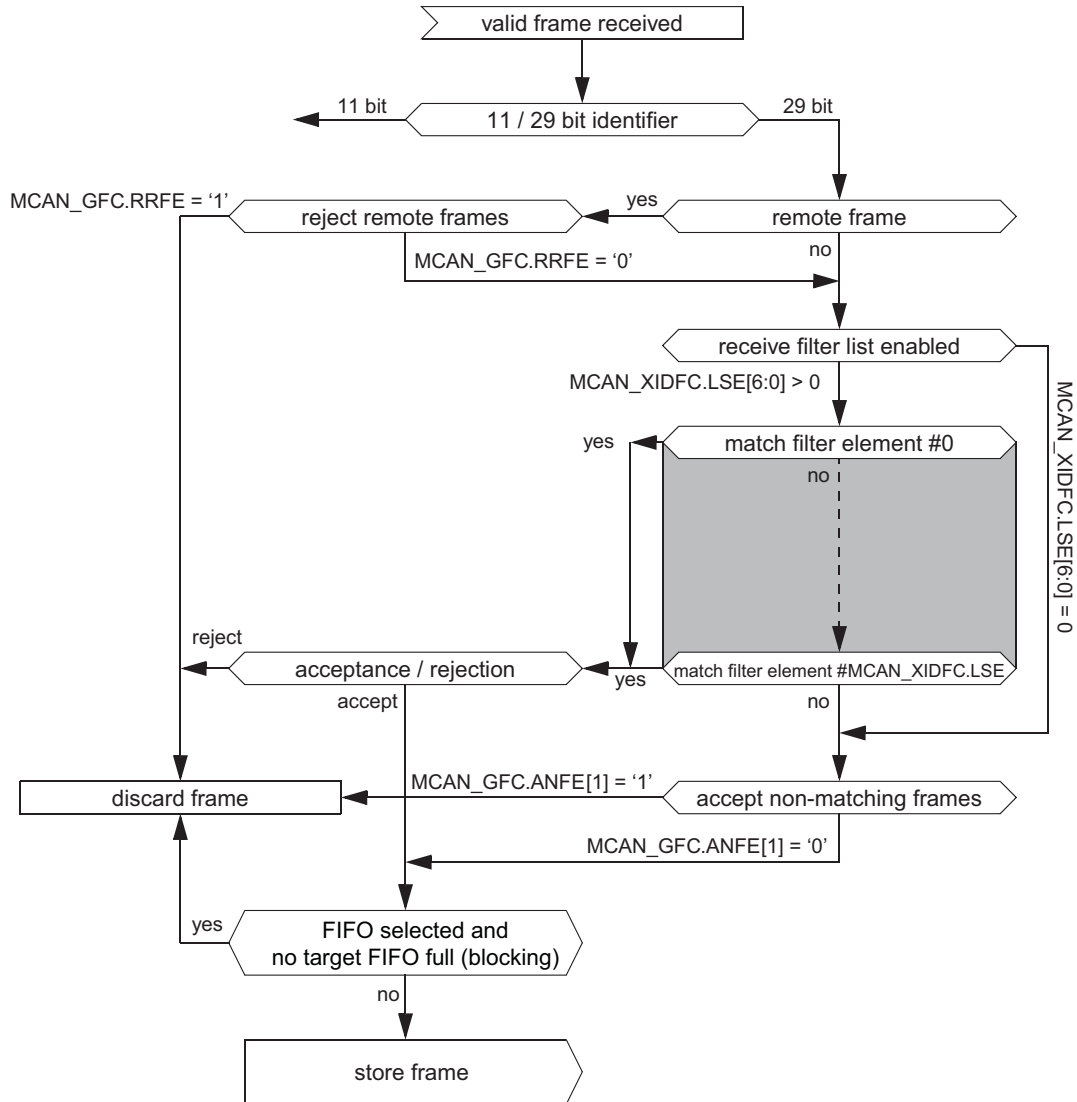 valid frame received
11 bit
11 / 29 bit identifier
29 bit
MCAN_GFC.RRFE = ‘1’
reject remote frames
yes
remote frame
MCAN_GFC.RRFE = ‘0’
no
receive filter list enabled
MCAN_XIDFC.LSE[6:0] > 0
MCAN_XIDFC.LSE[6:0] = 0
yes
match filter element #0
no
reject
acceptance / rejection
yes
match filter element #MCAN_XIDFC.LSE
accept
no
discard frame
MCAN_GFC.ANFE[1] = ‘1’
accept non-matching frames
MCAN_GFC.ANFE[1] = ‘0’
yes
FIFO selected and
no target FIFO full (blocking)
no
store frame